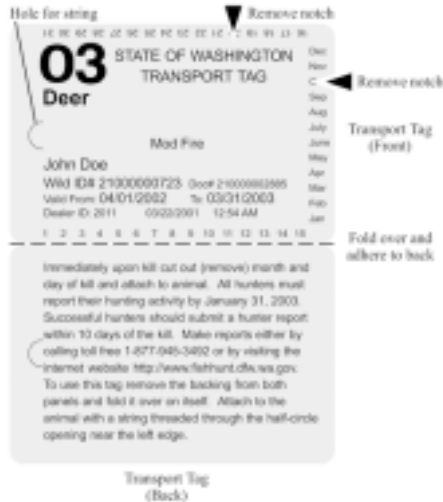 Hole for string
Remove notch
03 STATE OF WASHINGTON
TRANSPORT TAG
Deer
Dec
Nov
C
Remove notch
Sep
Aug
July
June
May
Apr
Mar
Feb
Jan
Transport Tag
(Front)
Mod Fire
John Doe
Wild ID# 21000000723
Valid From: 04/01/2002 To: 03/31/2003
Dealer ID: 2011 03/22/2001 12:54 AM
1 2 3 4 5 6 7 8 9 10 11 12 13 14 15
Fold over and
adhere to back
Immediately upon kill cut out (remove) month and
day of kill and attach to animal. All hunters must
report their hunting activity by January 31, 2003.
Successful hunters should submit a hunter report
within 10 days of the kill. Make reports either by
calling toll free 1-877-945-3492 or by visiting the
internet website http://www.fishhunt.dfw.wa.gov.
To use this tag remove the backing from both
panels and fold it over on itself. Attach to the
animal with a string threaded through the half-circle
opening near the left edge.
Transport Tag
(Back)